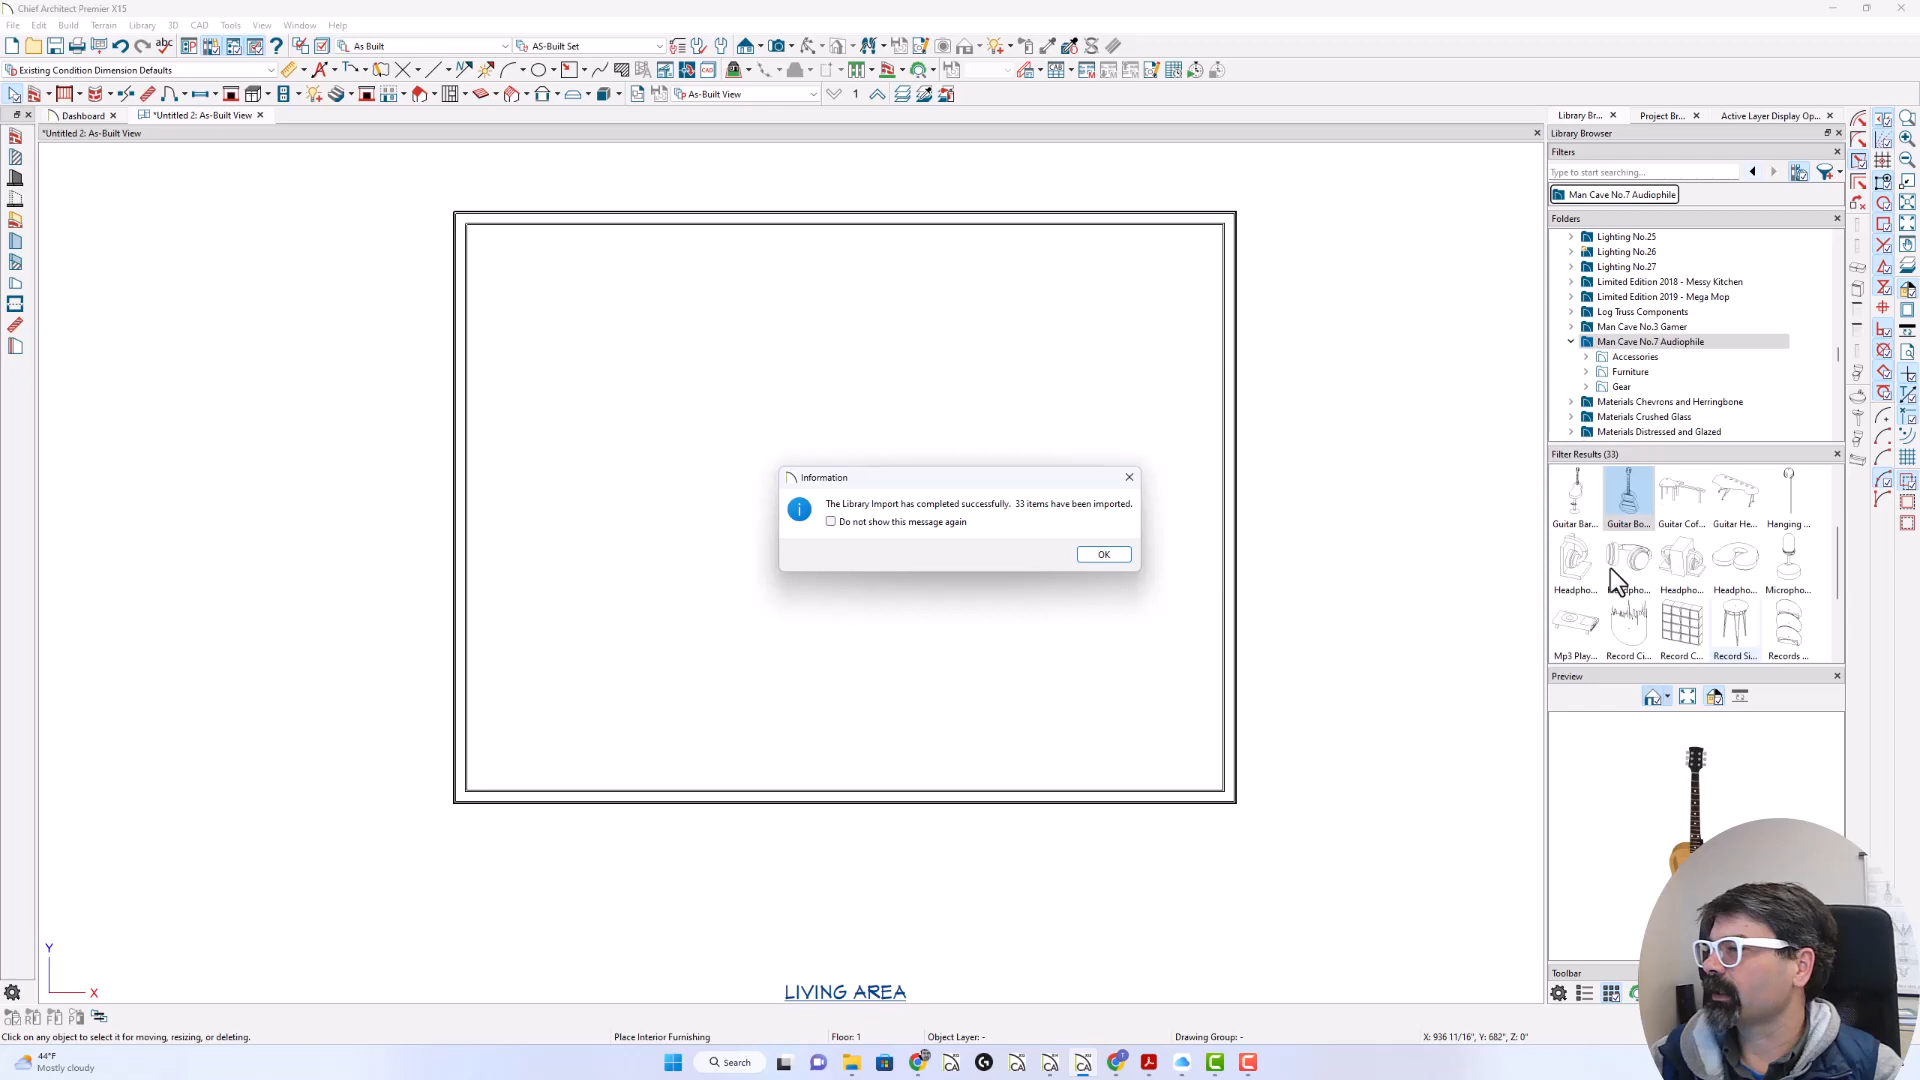 Chief Architect Premier X15
File Edit Build Terrain Library 3D CAD Tools View Window Help
As Built
AS-Built Set
Existing Condition Dimension Defaults
As-Built View
1
Dashboard
*Untitled 2: As-Built View
*Untitled 2: As-Built View
Library Br...
Project Br...
Active Layer Display Op...
Library Browser
Filters
Type to start searching...
Man Cave No.7 Audiophile
Folders
Lighting No.25
Lighting No.26
Lighting No.27
Limited Edition 2018 - Messy Kitchen
Limited Edition 2019 - Mega Mop
Log Truss Components
Man Cave No.3 Gamer
Man Cave No.7 Audiophile
Accessories
Furniture
Gear
Materials Chevrons and Herringbone
Materials Crushed Glass
Materials Distressed and Glazed
Filter Results (33)
Guitar Bar...
Guitar Bo...
Guitar Cof...
Guitar He...
Hanging ...
Headpho...
Headpho...
Headpho...
Micropho...
Mp3 Play...
Record Ci...
Record C...
Record Si...
Records ...
Preview
Information
The Library Import has completed successfully. 33 items have been imported.
Do not show this message again
OK
LIVING AREA
Y
X
Toolbar
Click on any object to select it for moving, resizing, or deleting.
Place Interior Furnishing
Floor: 1
Object Layer: -
Drawing Group: -
X: 936 11/16", Y: 682", Z: 0"
44°F
Mostly cloudy
Search